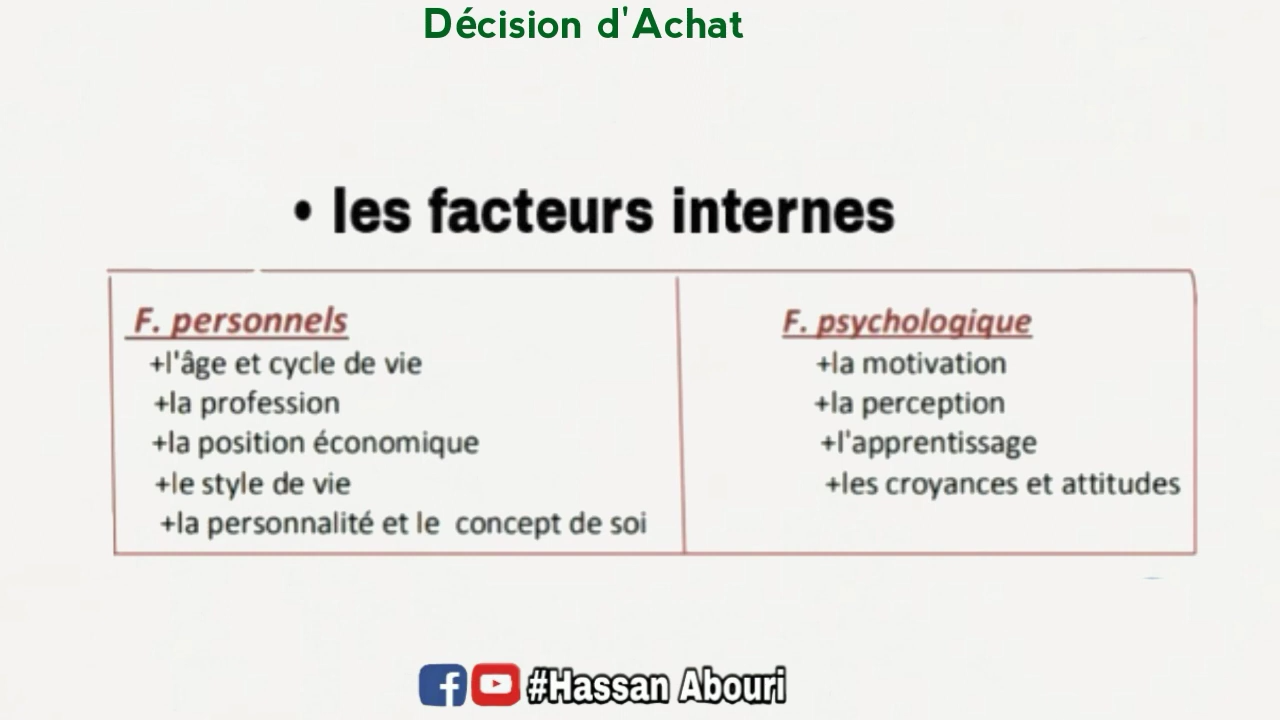 Décision d'Achat
• les facteurs internes
F. personnels
+l'âge et cycle de vie
+la profession
+la position économique
+le style de vie
+la personnalité et le concept de soi
F. psychologique
+la motivation
+la perception
+l'apprentissage
+les croyances et attitudes
#Hassan Abouri